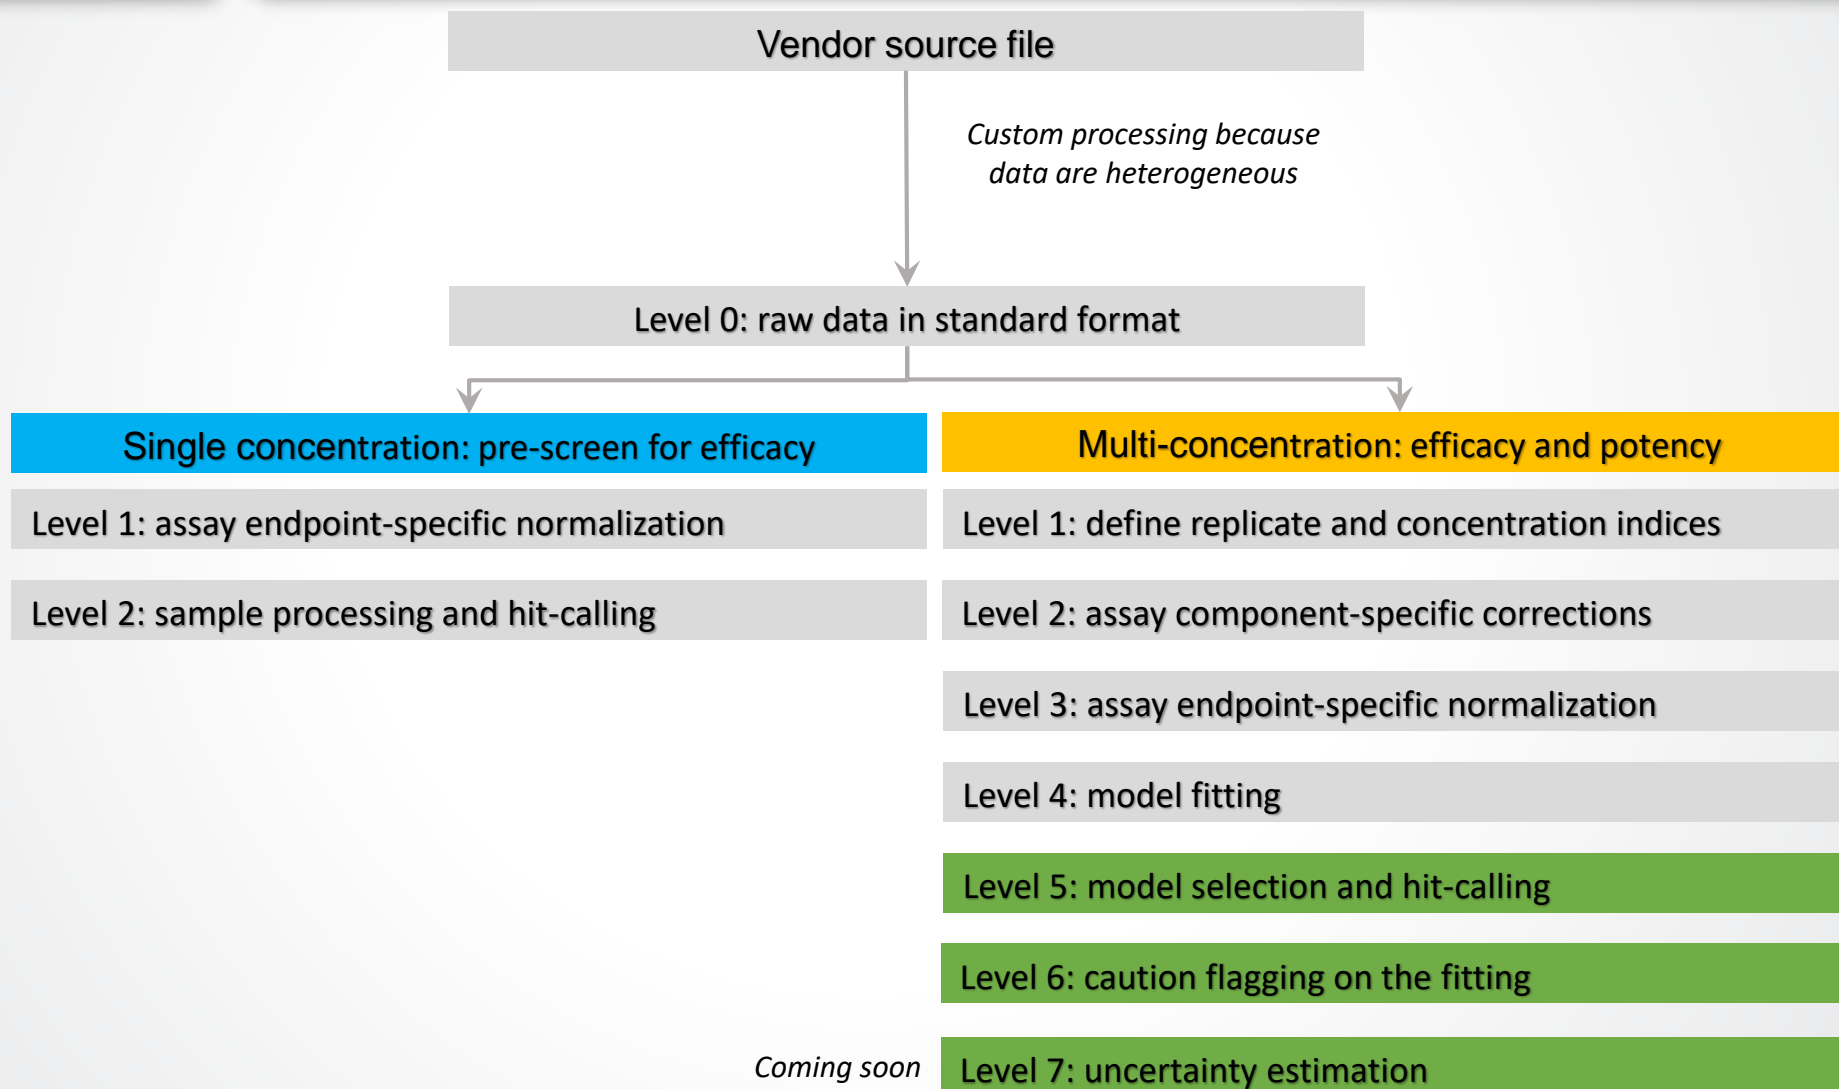 Vendor source file
Custom processing because
data are heterogeneous
Level 0: raw data in standard format
Single concentration: pre-screen for efficacy
Level 1: assay endpoint-specific normalization
Level 2: sample processing and hit-calling
Multi-concentration: efficacy and potency
Level 1: define replicate and concentration indices
Level 2: assay component-specific corrections
Level 3: assay endpoint-specific normalization
Level 4: model fitting
Level 5: model selection and hit-calling
Level 6: caution flagging on the fitting
Coming soon
Level 7: uncertainty estimation